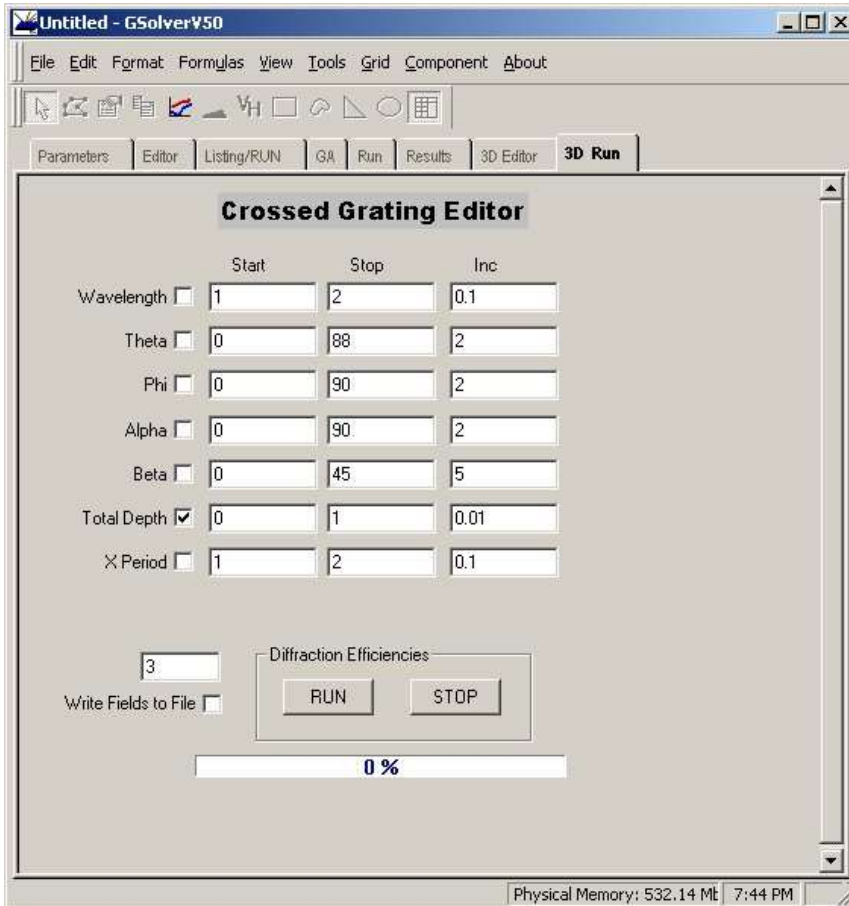 Untitled - GSolverV50
File Edit Format Formulas View Tools Grid Component About
VH
Parameters Editor Listing/RUN GA Run Results 3D Editor 3D Run
Crossed Grating Editor
Start Stop Inc
Wavelength 1 2 0.1
Theta 0 88 2
Phi 0 90 2
Alpha 0 90 2
Beta 0 45 5
Total Depth 0 1 0.01
X Period 1 2 0.1
3
Diffraction Efficiencies
Write Fields to File RUN STOP
0 %
Physical Memory: 532.14 Mb 7:44 PM